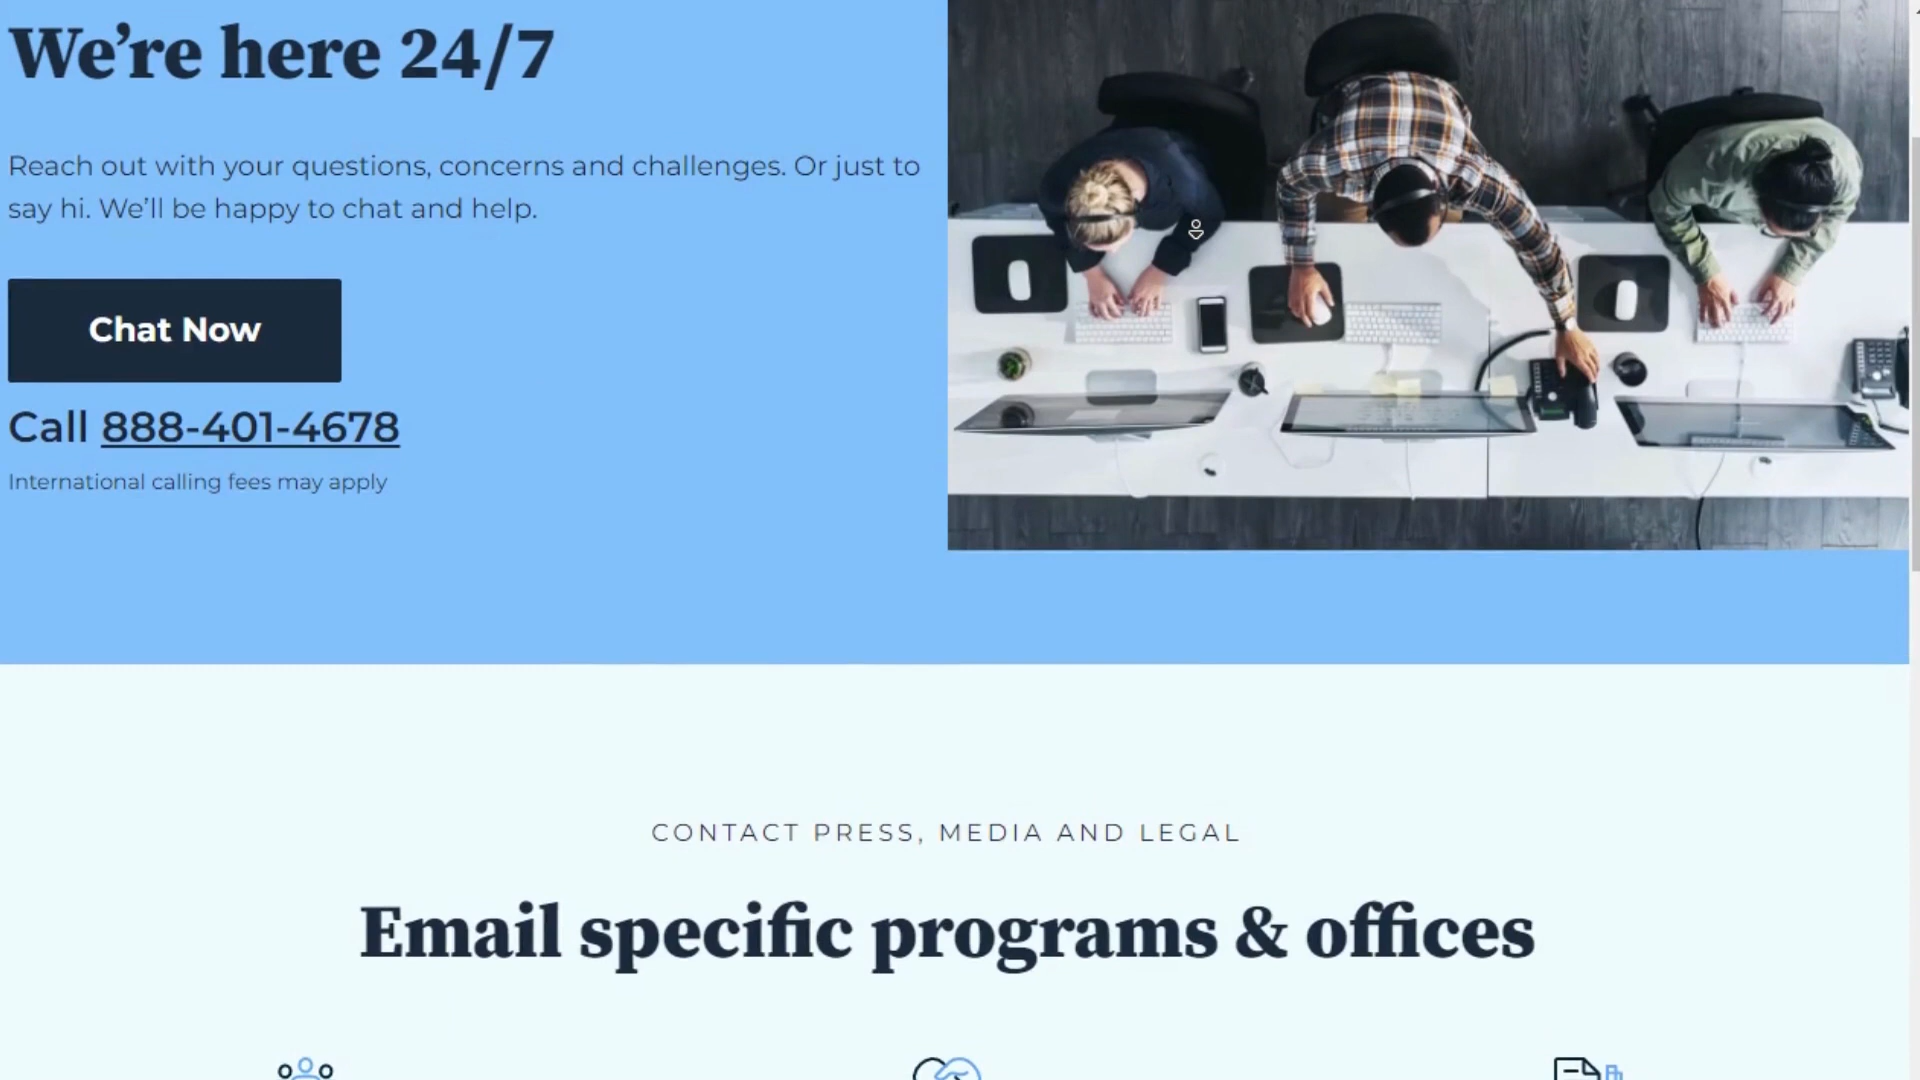 We’re here 24/7
Reach out with your questions, concerns and challenges. Or just to
say hi. We’ll be happy to chat and help.
Chat Now
Call 888-401-4678
International calling fees may apply
CONTACT PRESS, MEDIA AND LEGAL
Email specific programs & offices